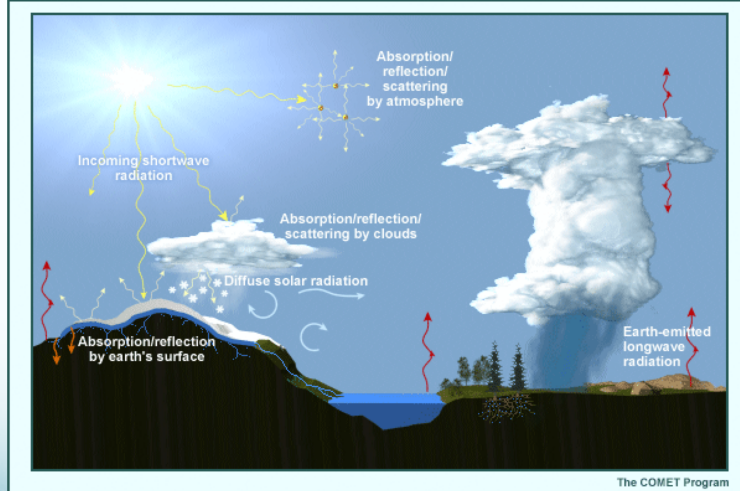 Absorption/
reflection/
scattering
by atmosphere
Incoming shortwave
radiation
Absorption/reflection/
scattering by clouds
Diffuse solar radiation
Absorption/reflection
by earth's surface
Earth-emitted
longwave
radiation
The COMET Program